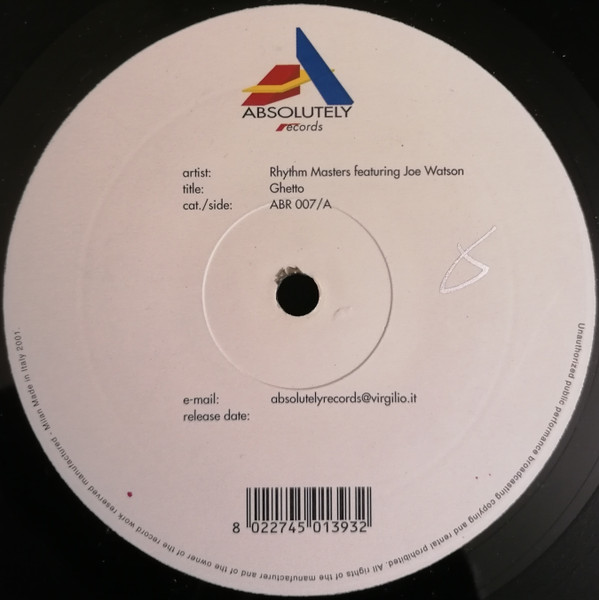 ABSOLUTELY
records
artist: Rhythm Masters featuring Joe Watson
title: Ghetto
cat./side: ABR 007/A
e-mail: absolutelyrecords@virgilio.it
release date:
8 022745 013932
Unauthorized public performance broadcasting copying and rental prohibited. All rights of the manufacturer and of the owner of the record work reserved manufactured - Milan Made in Italy 2001.